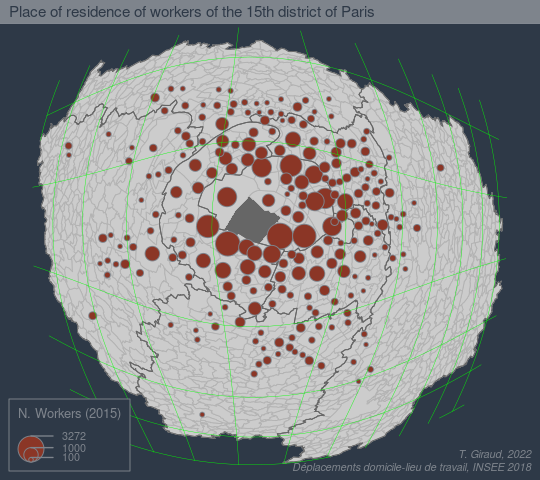 Place of residence of workers of the 15th district of Paris
N. Workers (2015)
3272
1000
100
T. Giraud, 2022
Déplacements domicile-lieu de travail, INSEE 2018